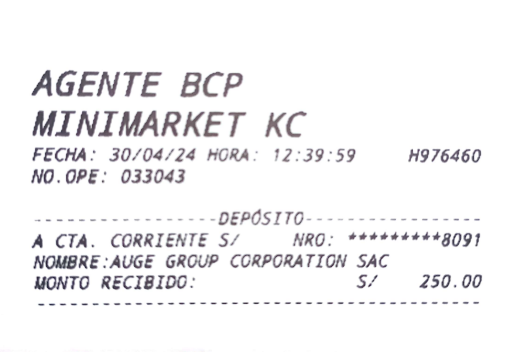 AGENTE BCP
MINIMARKET KC
FECHA: 30/04/24 HORA: 12:39:59 H976460
NO.OPE: 033043
------------------DEPÓSITO-----------------
A CTA. CORRIENTE S/ NRO: *********8091
NOMBRE:AUGE GROUP CORPORATION SAC
MONTO RECIBIDO: S/ 250.00
-------------------------------------------